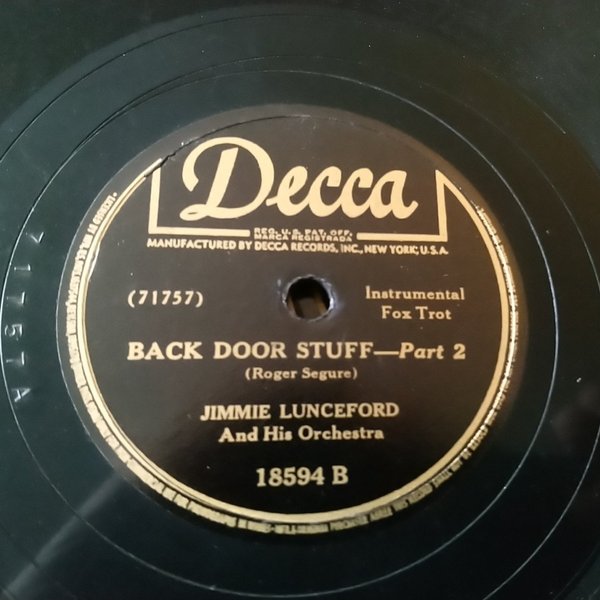 Decca
REG. U.S. PAT. OFF.
MARCA REGISTRADA
MANUFACTURED BY DECCA RECORDS, INC., NEW YORK, U.S.A.
(71757)
Instrumental
Fox Trot
BACK DOOR STUFF—Part 2
(Roger Segure)
JIMMIE LUNCEFORD
And His Orchestra
18594 B
71757 A